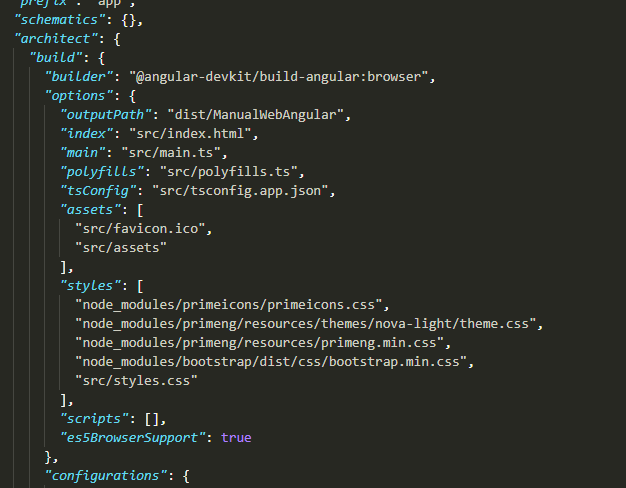 "prefix": "app",
"schematics": {},
"architect": {
"build": {
"builder": "@angular-devkit/build-angular:browser",
"options": {
"outputPath": "dist/ManualWebAngular",
"index": "src/index.html",
"main": "src/main.ts",
"polyfills": "src/polyfills.ts",
"tsConfig": "src/tsconfig.app.json",
"assets": [
"src/favicon.ico",
"src/assets"
],
"styles": [
"node_modules/primeicons/primeicons.css",
"node_modules/primeng/resources/themes/nova-light/theme.css",
"node_modules/primeng/resources/primeng.min.css",
"node_modules/bootstrap/dist/css/bootstrap.min.css",
"src/styles.css"
],
"scripts": [],
"es5BrowserSupport": true
},
"configurations": {